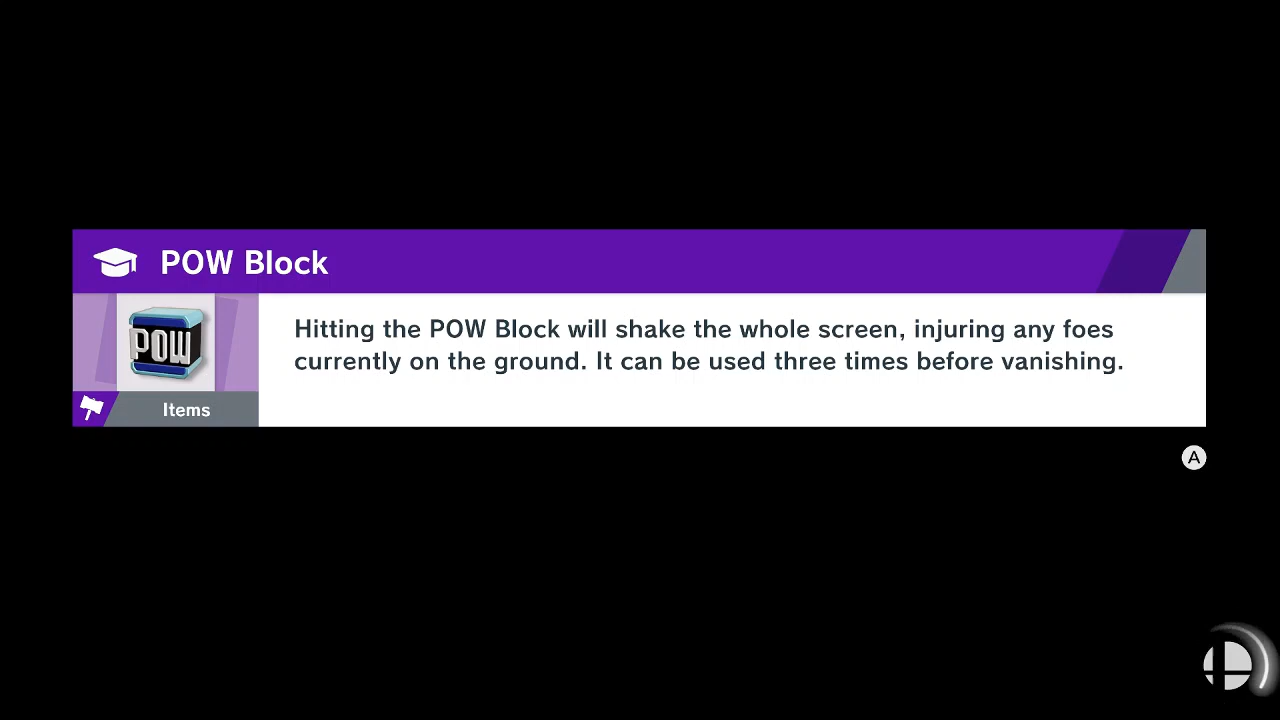 POW Block
POW
Hitting the POW Block will shake the whole screen, injuring any foes
currently on the ground. It can be used three times before vanishing.
Items
A